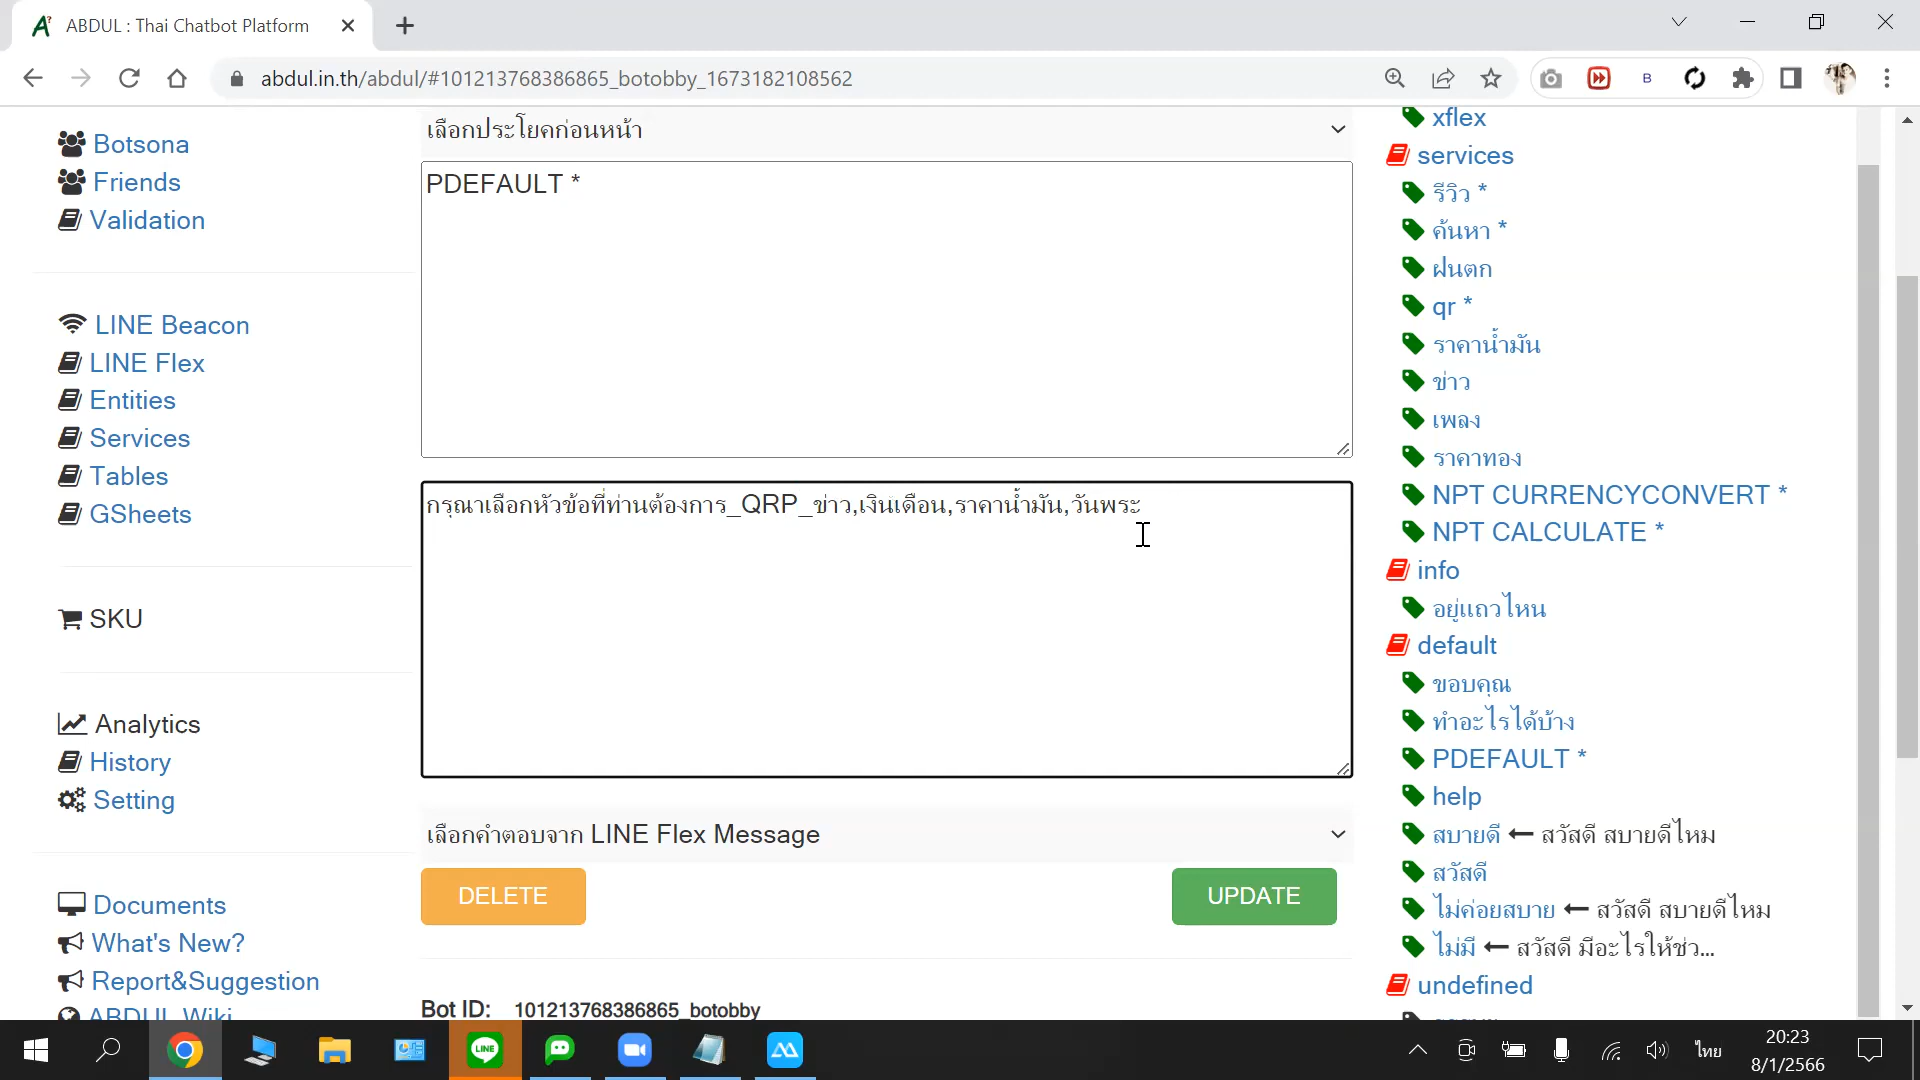 ABDUL : Thai Chatbot Platform
abdul.in.th/abdul/#101213768386865_botobby_1673182108562
Botsona
Friends
Validation
LINE Beacon
LINE Flex
Entities
Services
Tables
GSheets
SKU
Analytics
History
Setting
Documents
What's New?
Report&Suggestion
ABDUL Wiki
เลือกประโยคก่อนหน้า
PDEFAULT *
กรุณาเลือกหัวข้อที่ท่านต้องการ_QRP_ข่าว,เงินเดือน,ราคาน้ำมัน,วันพระ
เลือกคำตอบจาก LINE Flex Message
DELETE
UPDATE
Bot ID: 101213768386865_botobby
xflex
services
รีวิว *
ค้นหา *
ฝนตก
qr *
ราคาน้ำมัน
ข่าว
เพลง
ราคาทอง
NPT CURRENCYCONVERT *
NPT CALCULATE *
info
อยู่แถวไหน
default
ขอบคุณ
ทำอะไรได้บ้าง
PDEFAULT *
help
สบายดี ← สวัสดี สบายดีไหม
สวัสดี
ไม่ค่อยสบาย ← สวัสดี สบายดีไหม
ไม่มี ← สวัสดี มีอะไรให้ช่ว...
undefined
LINE
ไทย
20:23
8/1/2566